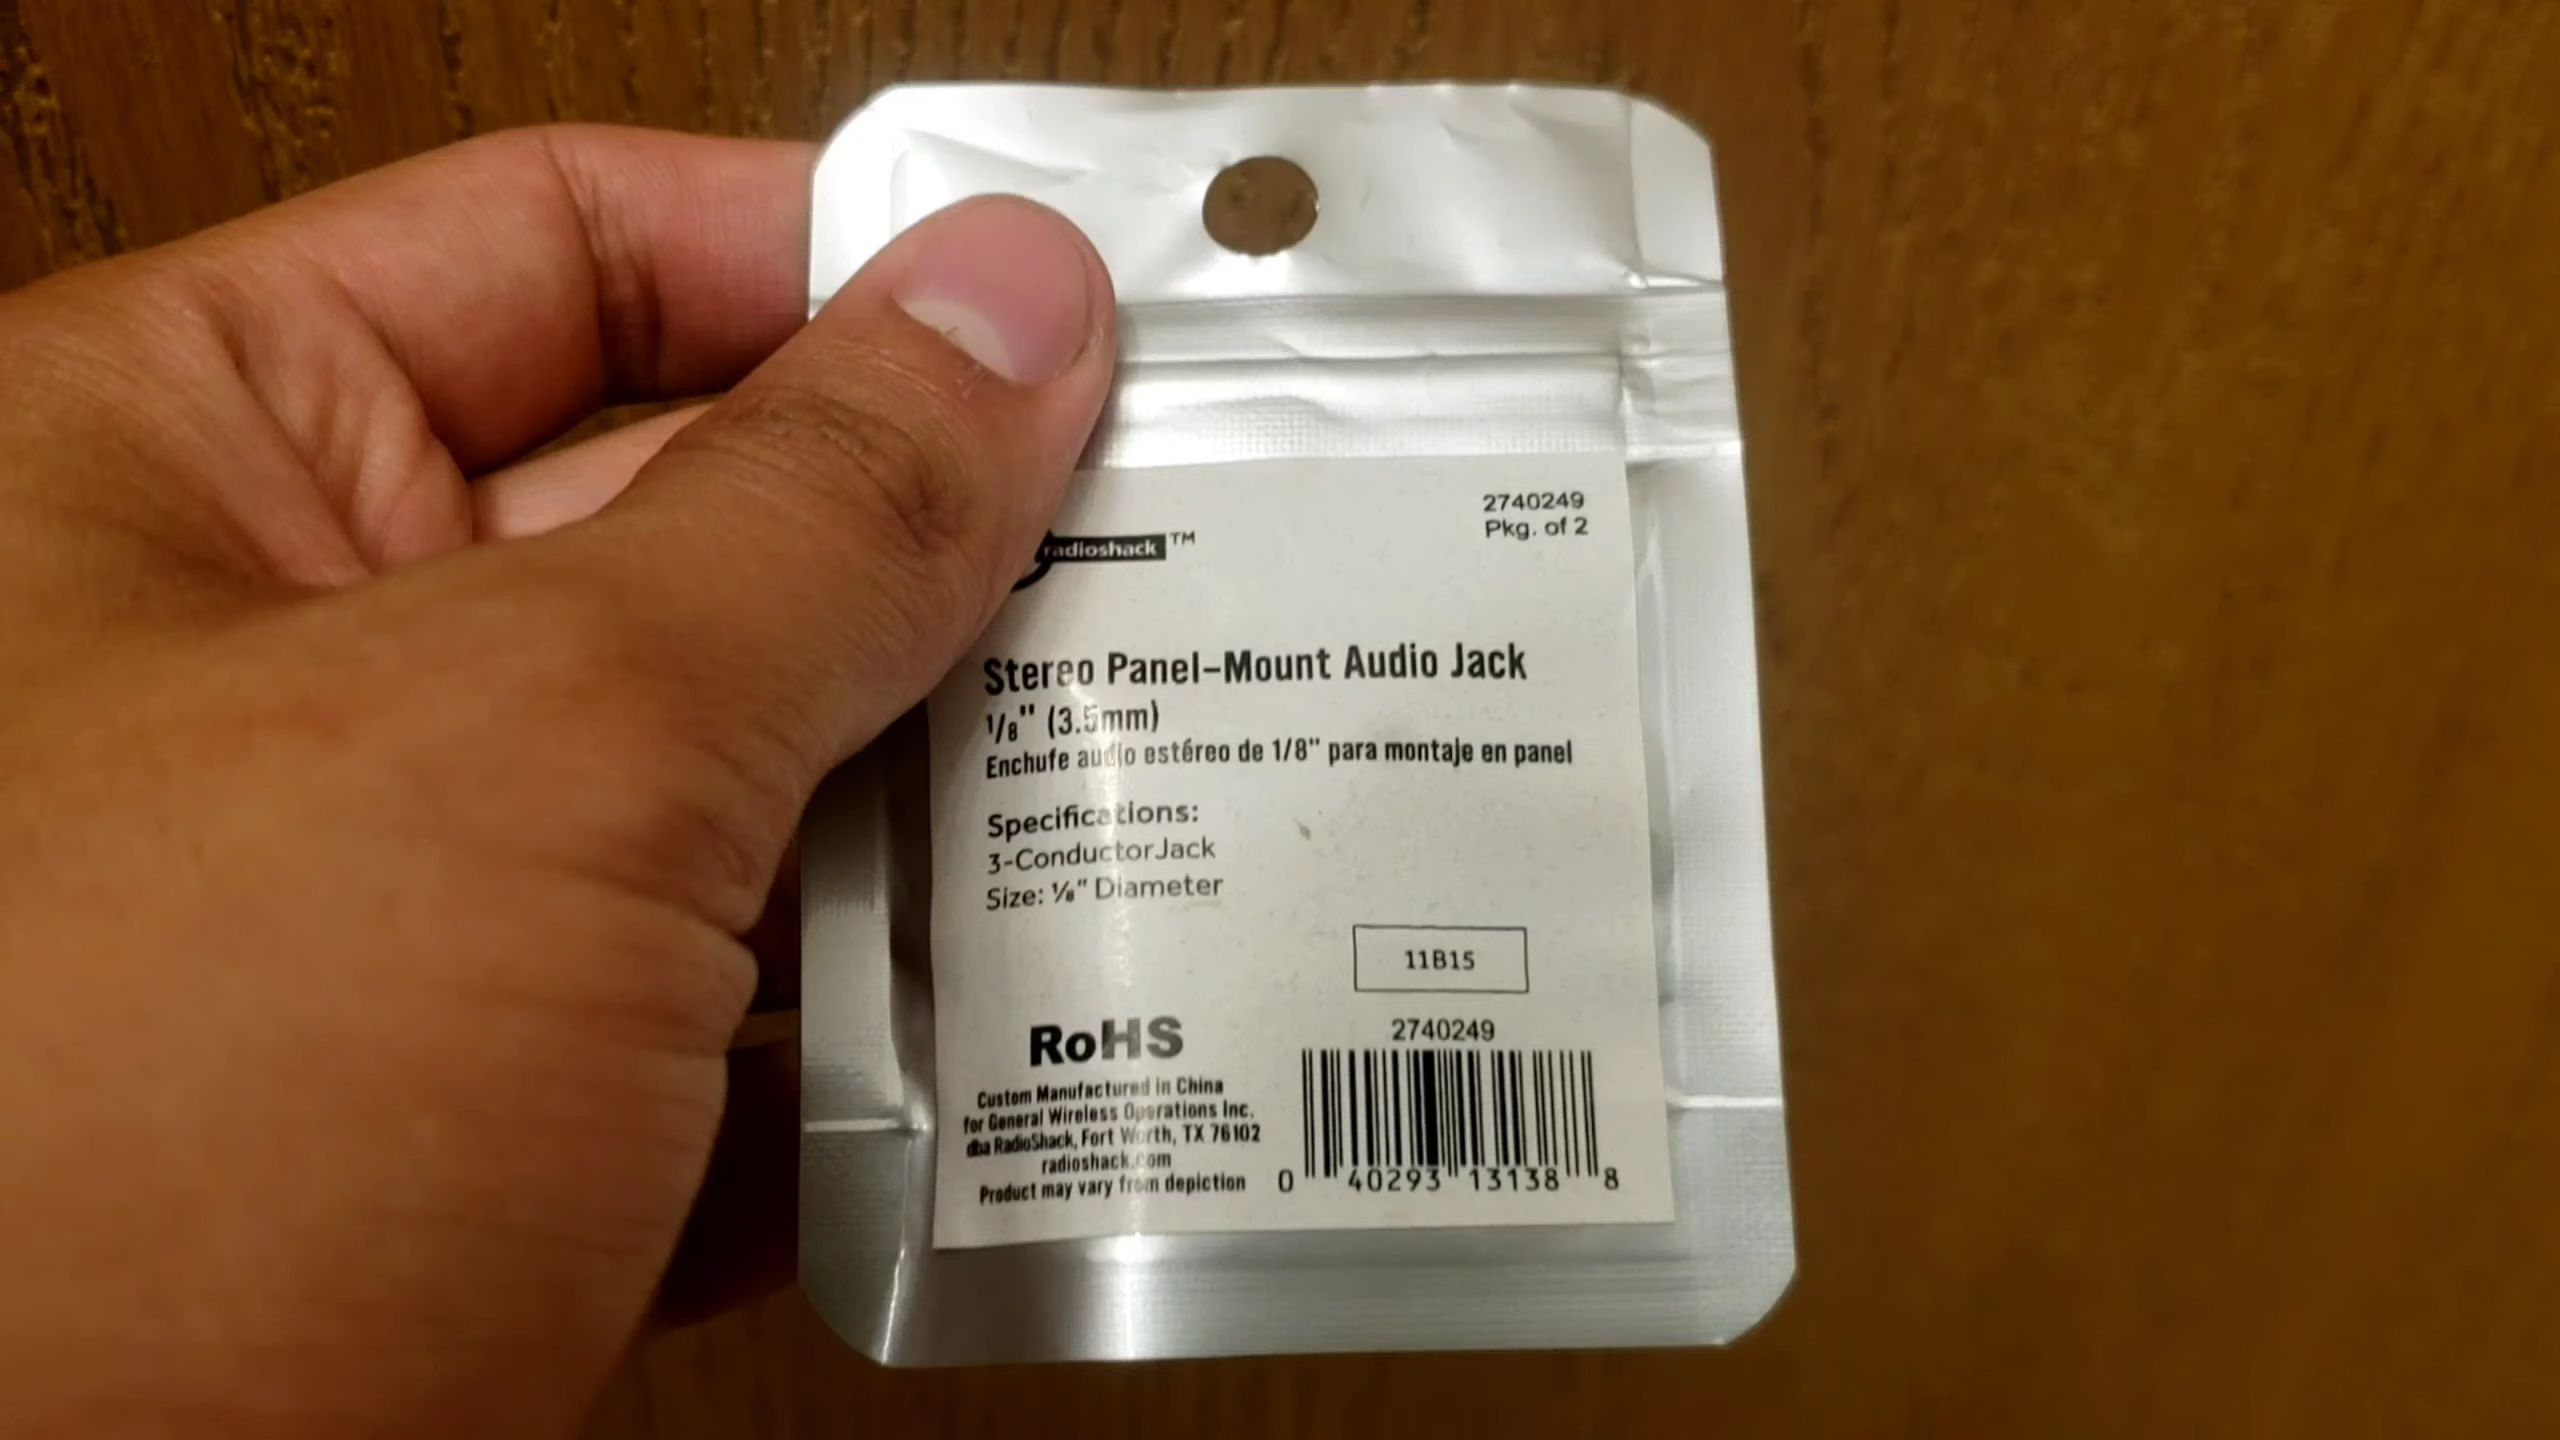 radioshack™
2740249
Pkg. of 2
Stereo Panel-Mount Audio Jack
1/8" (3.5mm)
Enchufe audio estéreo de 1/8" para montaje en panel
Specifications:
3-ConductorJack
Size: ⅛" Diameter
11B15
RoHS
Custom Manufactured in China
for General Wireless Operations Inc.
dba RadioShack, Fort Worth, TX 76102
radioshack.com
Product may vary from depiction
2740249
0 40293 13138 8